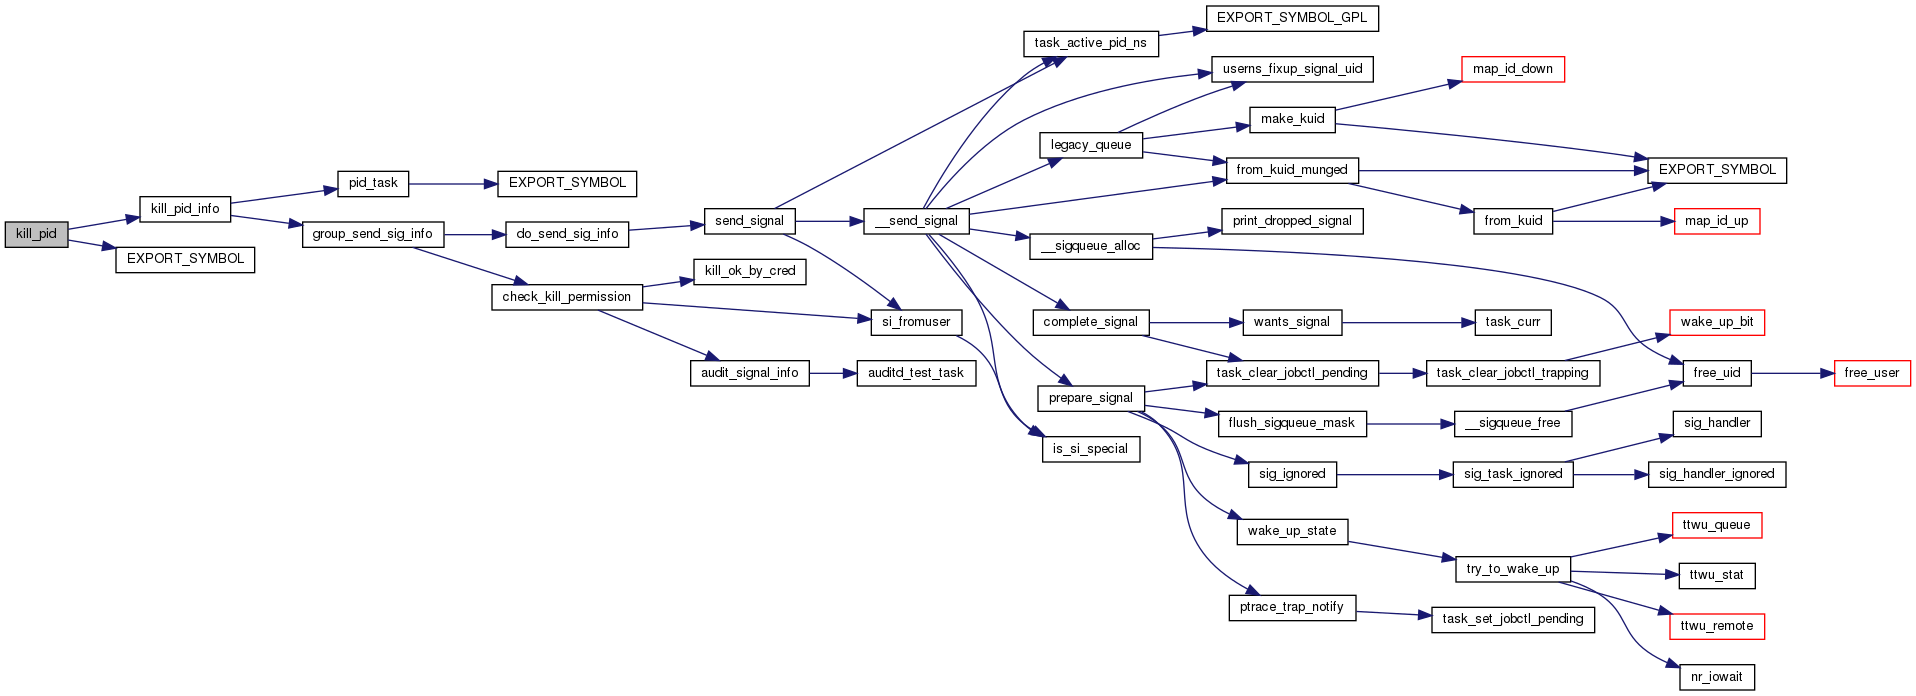 kill_pid
kill_pid_info
EXPORT_SYMBOL
pid_task
group_send_sig_info
EXPORT_SYMBOL
do_send_sig_info
check_kill_permission
send_signal
kill_ok_by_cred
si_fromuser
audit_signal_info
auditd_test_task
__send_signal
task_active_pid_ns
legacy_queue
__sigqueue_alloc
complete_signal
prepare_signal
is_si_special
EXPORT_SYMBOL_GPL
userns_fixup_signal_uid
make_kuid
from_kuid_munged
print_dropped_signal
wants_signal
task_clear_jobctl_pending
flush_sigqueue_mask
sig_ignored
wake_up_state
ptrace_trap_notify
map_id_down
from_kuid
task_curr
task_clear_jobctl_trapping
__sigqueue_free
sig_task_ignored
try_to_wake_up
task_set_jobctl_pending
EXPORT_SYMBOL
map_id_up
wake_up_bit
free_uid
sig_handler
sig_handler_ignored
ttwu_queue
ttwu_stat
ttwu_remote
nr_iowait
free_user